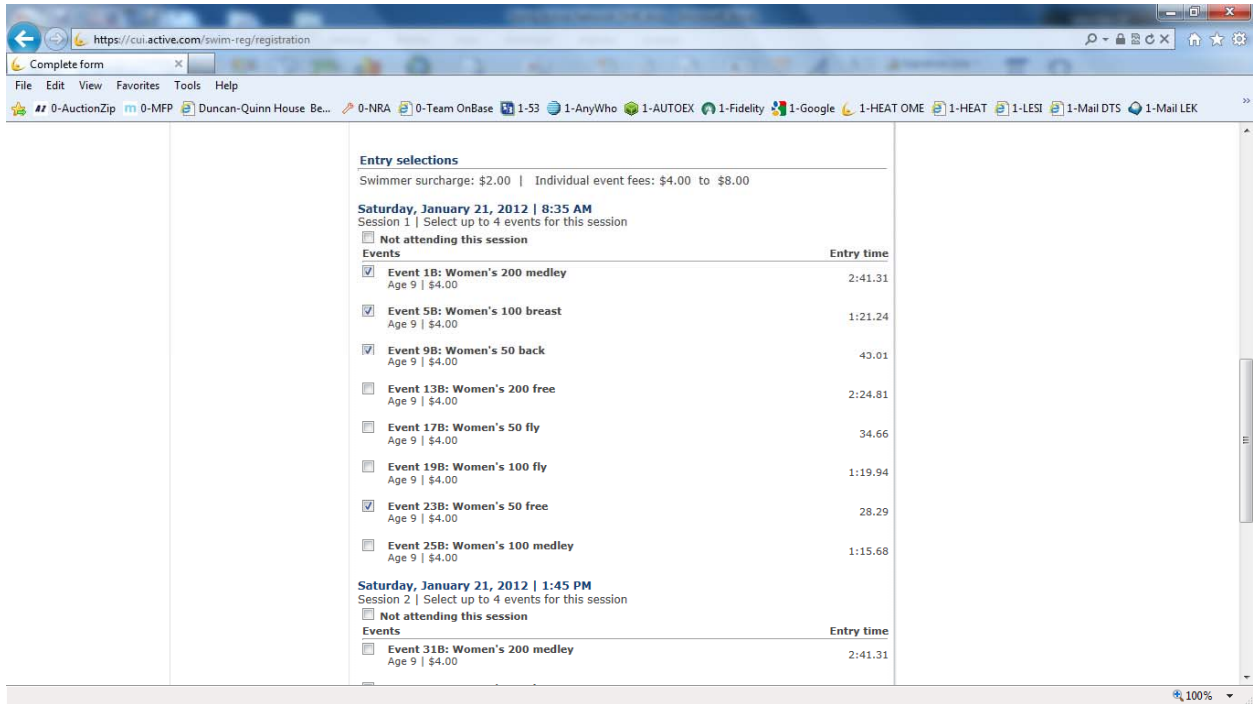 https://cui.active.com/swim-reg/registration
Complete form
File Edit View Favorites Tools Help
0-AuctionZip 0-MFP Duncan-Quinn House Be... 0-NRA 0-Team OnBase 1-53 1-AnyWho 1-AUTOEX 1-Fidelity 1-Google 1-HEAT OME 1-HEAT 1-LESI 1-Mail DTS 1-Mail LEK
Entry selections
Swimmer surcharge: $2.00 | Individual event fees: $4.00 to $8.00
Saturday, January 21, 2012 | 8:35 AM
Session 1 | Select up to 4 events for this session
Not attending this session
Events Entry time
Event 1B: Women's 200 medley 2:41.31
Age 9 | $4.00
Event 5B: Women's 100 breast 1:21.24
Age 9 | $4.00
Event 9B: Women's 50 back 43.01
Age 9 | $4.00
Event 13B: Women's 200 free 2:24.81
Age 9 | $4.00
Event 17B: Women's 50 fly 34.66
Age 9 | $4.00
Event 19B: Women's 100 fly 1:19.94
Age 9 | $4.00
Event 23B: Women's 50 free 28.29
Age 9 | $4.00
Event 25B: Women's 100 medley 1:15.68
Age 9 | $4.00
Saturday, January 21, 2012 | 1:45 PM
Session 2 | Select up to 4 events for this session
Not attending this session
Events Entry time
Event 31B: Women's 200 medley 2:41.31
Age 9 | $4.00
100%